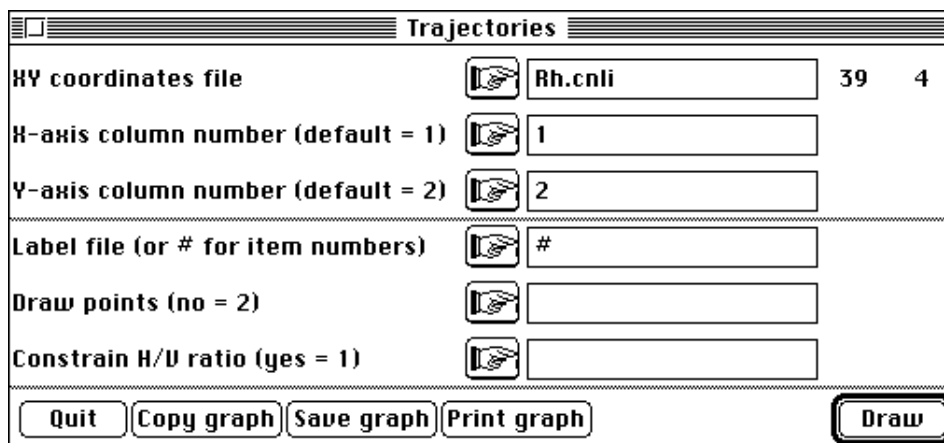 Trajectories
XY coordinates file Rh.cnli 39 4
X-axis column number (default = 1) 1
Y-axis column number (default = 2) 2
Label file (or # for item numbers) #
Draw points (no = 2)
Constrain H/V ratio (yes = 1)
Quit Copy graph Save graph Print graph Draw